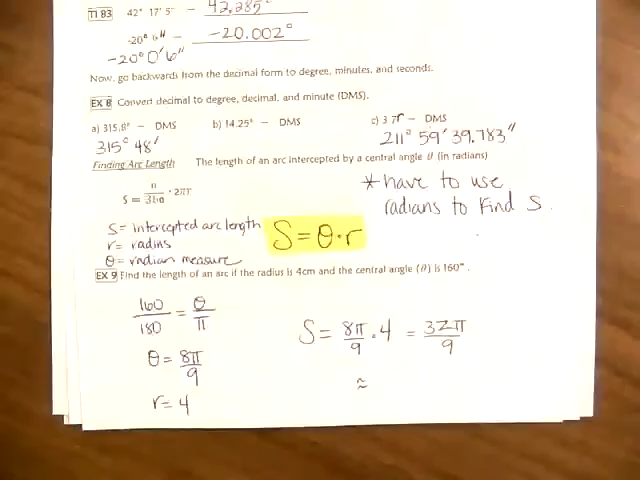 TI 83 42° 17' 5" – 42.285°
-20° 6" – -20.002°
-20° 0' 6"
Now, go backwards from the decimal form to degree, minutes, and seconds.
EX 8 Convert decimal to degree, decimal, and minute (DMS).
a) 315.8° – DMS b) 14.25° – DMS c) 3.7r – DMS
315° 48' 211° 59' 39.783"
Finding Arc Length The length of an arc intercepted by a central angle θ (in radians)
S = n/360 · 2πr
* have to use
radians to find S.
S = intercepted arc length
r = radius
θ = radian measure
S = θ · r
EX 9 Find the length of an arc if the radius is 4cm and the central angle (θ) is 160°.
160/180 = θ/π
θ = 8π/9
r = 4
S = 8π/9 · 4 = 32π/9
≈